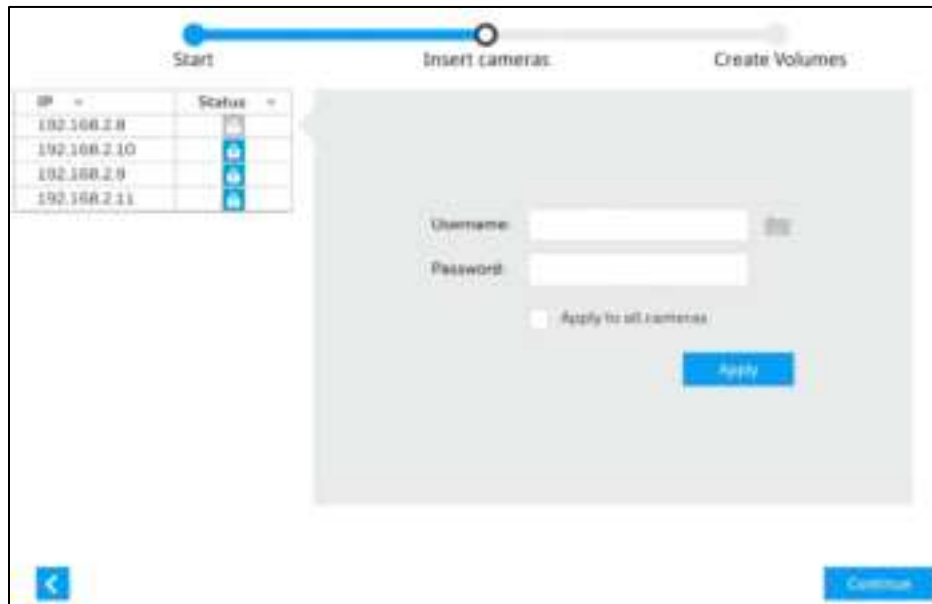 Start
Insert cameras
Create Volumes
IP
Status
192.168.2.8
192.168.2.10
192.168.2.9
192.168.2.11
Username:
Password:
Apply to all cameras
Apply
Continue